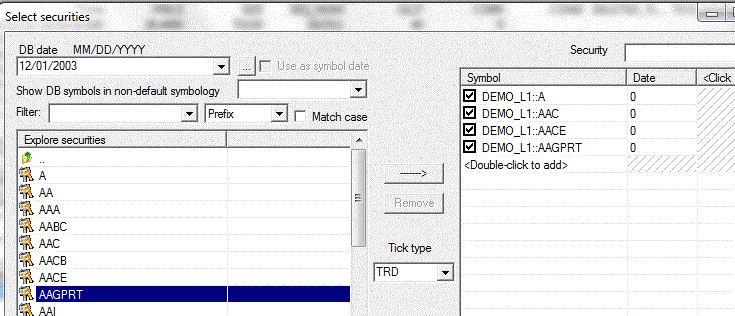 Select securities
DB date MM/DD/YYYY
Security
12/01/2003
... Use as symbol date
Show DB symbols in non-default symbology
Filter: Prefix Match case
Symbol Date <Click
DEMO_L1::A 0
DEMO_L1::AAC 0
DEMO_L1::AACE 0
DEMO_L1::AAGPRT 0
<Double-click to add>
Explore securities
..
A
AA
AAA
AABC
AAC
AACB
AACE
AAGPRT
AAI
------>
Remove
Tick type
TRD